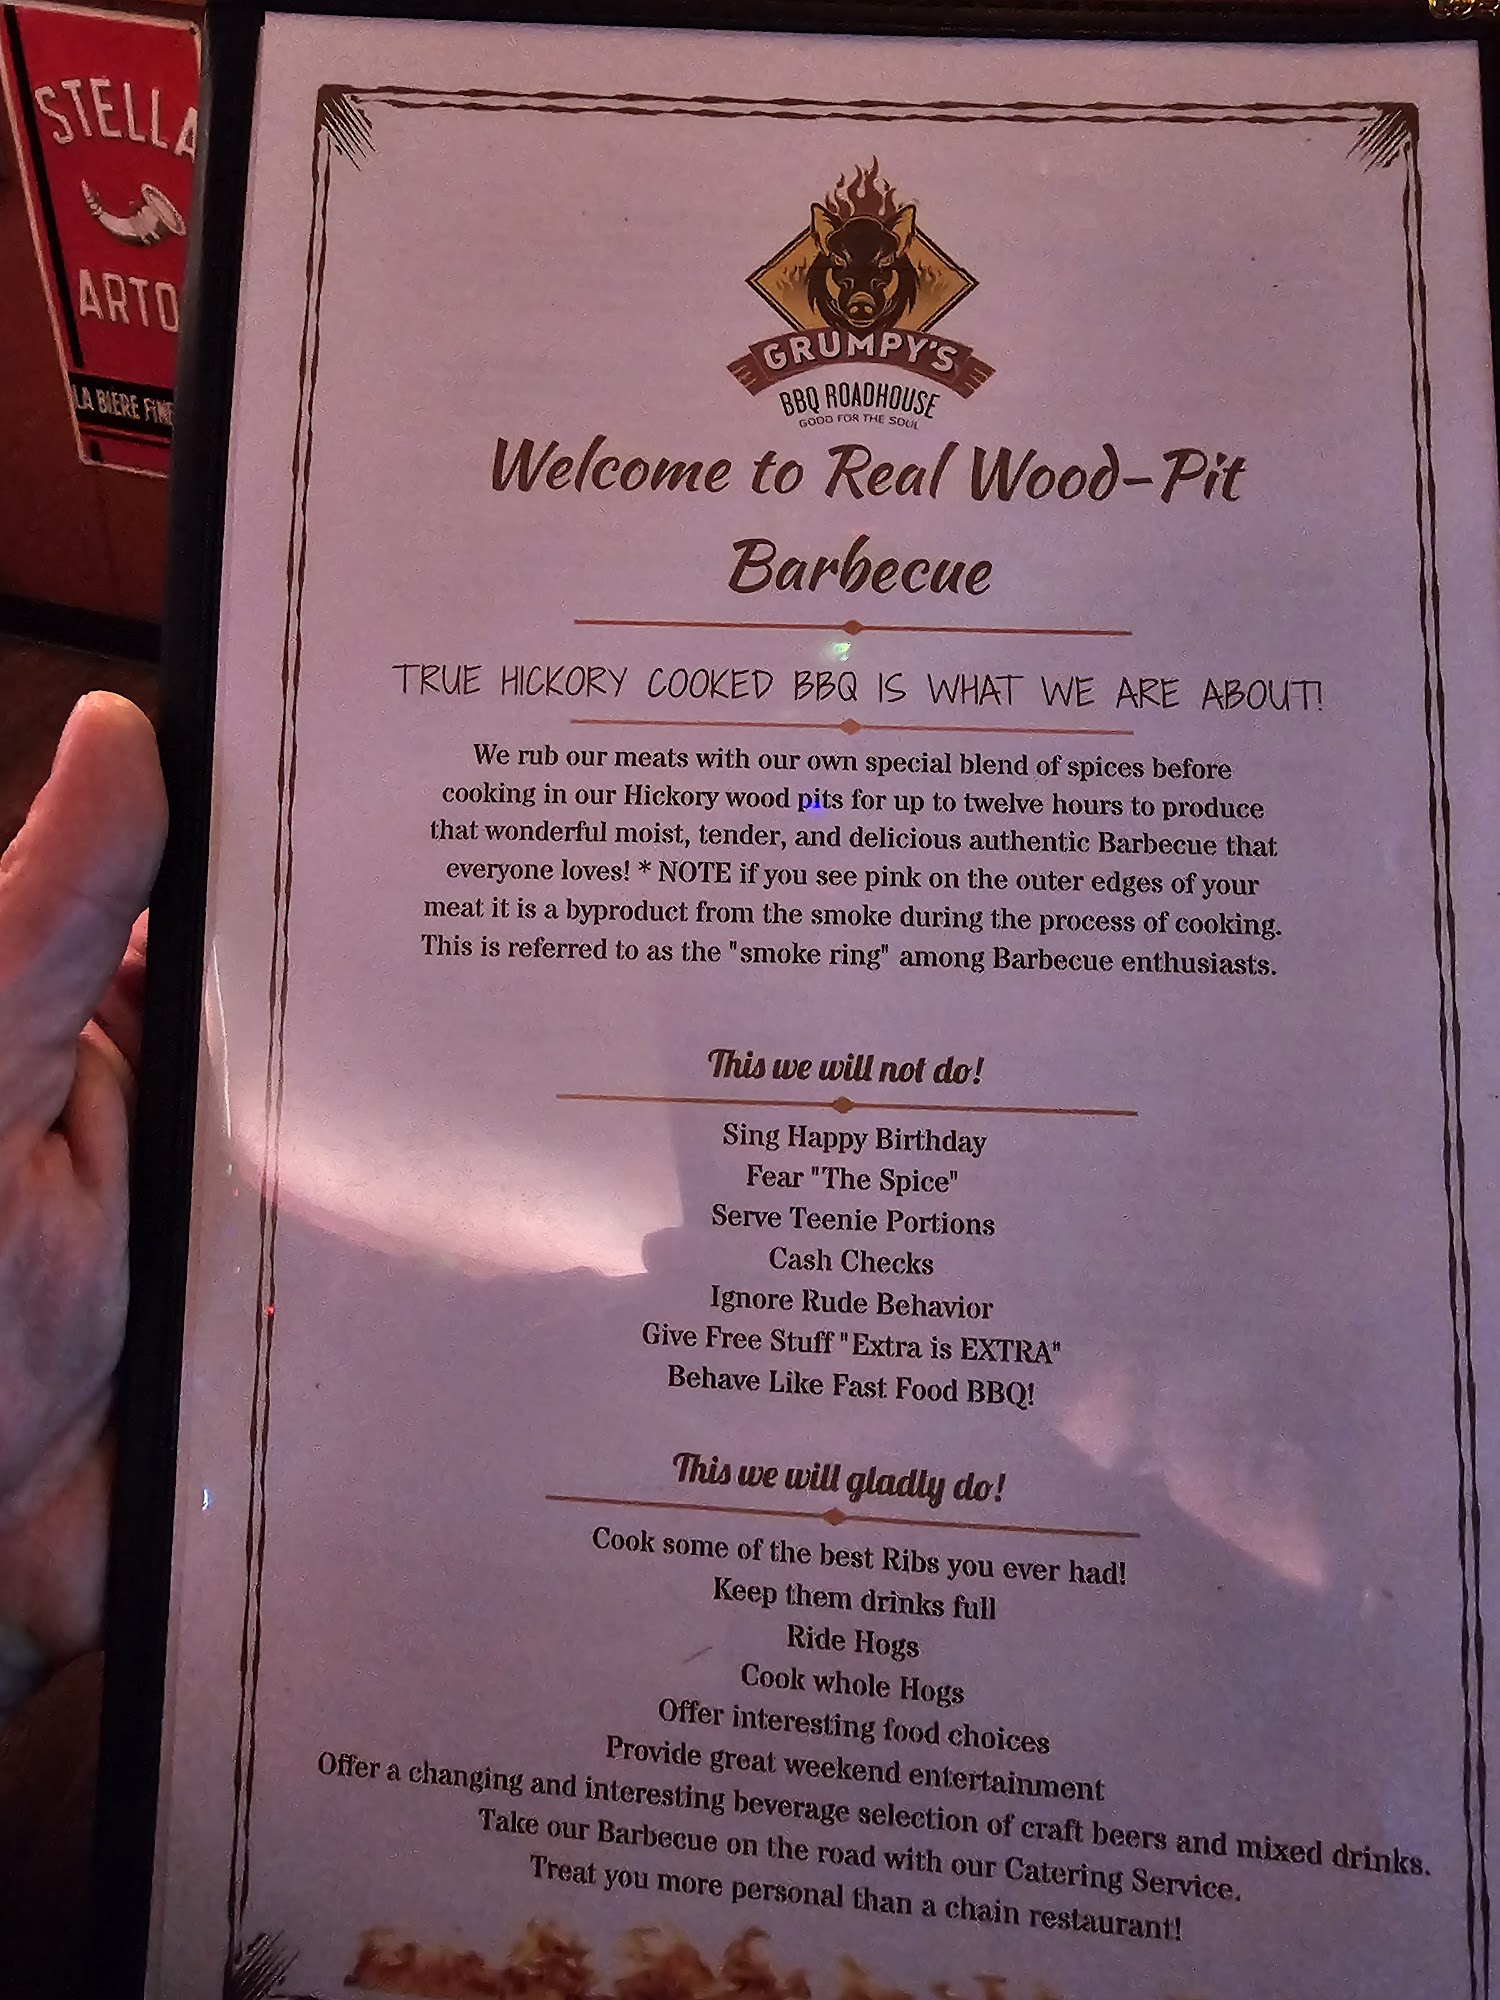 STELLA
ARTO
LA BIÈRE FINE
GRUMPY'S
BBQ ROADHOUSE
GOOD FOR THE SOUL
Welcome to Real Wood-Pit
Barbecue
TRUE HICKORY COOKED BBQ IS WHAT WE ARE ABOUT!
We rub our meats with our own special blend of spices before
cooking in our Hickory wood pits for up to twelve hours to produce
that wonderful moist, tender, and delicious authentic Barbecue that
everyone loves! * NOTE if you see pink on the outer edges of your
meat it is a byproduct from the smoke during the process of cooking.
This is referred to as the "smoke ring" among Barbecue enthusiasts.
This we will not do!
Sing Happy Birthday
Fear "The Spice"
Serve Teenie Portions
Cash Checks
Ignore Rude Behavior
Give Free Stuff "Extra is EXTRA"
Behave Like Fast Food BBQ!
This we will gladly do!
Cook some of the best Ribs you ever had!
Keep them drinks full
Ride Hogs
Cook whole Hogs
Offer interesting food choices
Provide great weekend entertainment
Offer a changing and interesting beverage selection of craft beers and mixed drinks.
Take our Barbecue on the road with our Catering Service.
Treat you more personal than a chain restaurant!